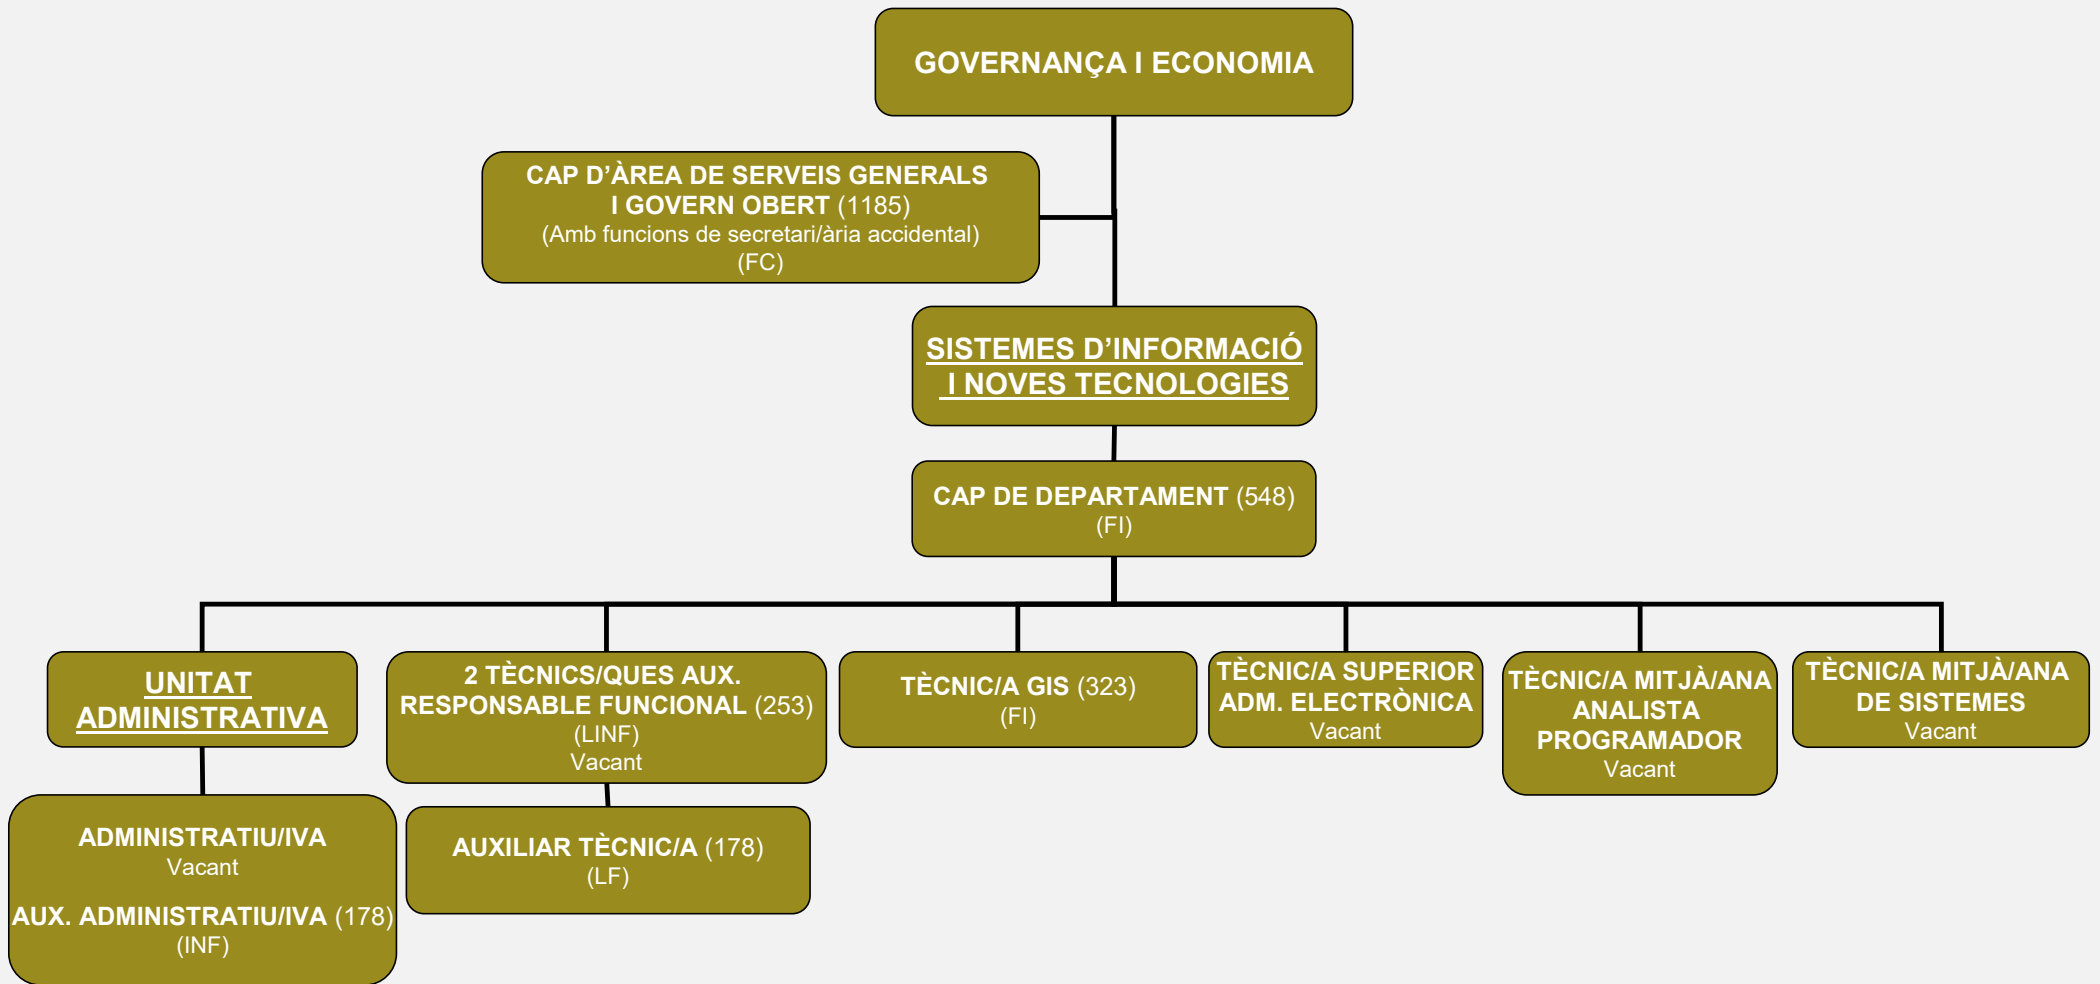 GOVERNANÇA I ECONOMIA
CAP D’ÀREA DE SERVEIS GENERALS
I GOVERN OBERT (1185)
(Amb funcions de secretari/ària accidental)
(FC)
SISTEMES D’INFORMACIÓ
I NOVES TECNOLOGIES
CAP DE DEPARTAMENT (548)
(FI)
UNITAT
ADMINISTRATIVA
2 TÈCNICS/QUES AUX.
RESPONSABLE FUNCIONAL (253)
(LINF)
Vacant
TÈCNIC/A GIS (323)
(FI)
TÈCNIC/A SUPERIOR
ADM. ELECTRÒNICA
Vacant
TÈCNIC/A MITJÀ/ANA
ANALISTA
PROGRAMADOR
Vacant
TÈCNIC/A MITJÀ/ANA
DE SISTEMES
Vacant
ADMINISTRATIU/IVA
Vacant
AUX. ADMINISTRATIU/IVA (178)
(INF)
AUXILIAR TÈCNIC/A (178)
(LF)